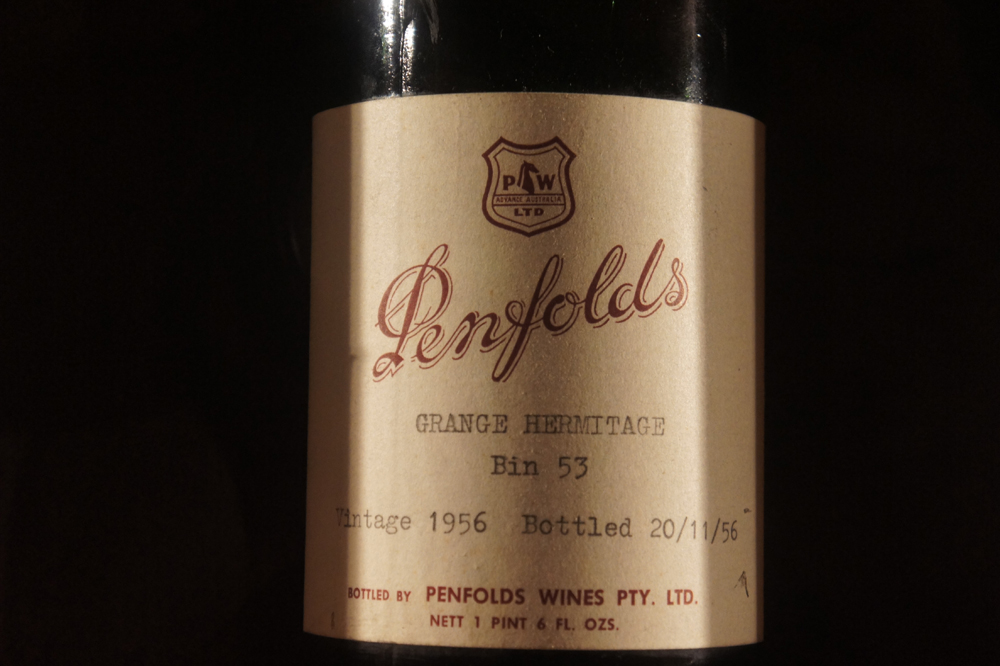 P W
ADVANCE AUSTRALIA
LTD
Penfolds
GRANGE HERMITAGE
Bin 53
Vintage 1956 Bottled 20/11/56
BOTTLED BY PENFOLDS WINES PTY. LTD.
NETT 1 PINT 6 FL. OZS.